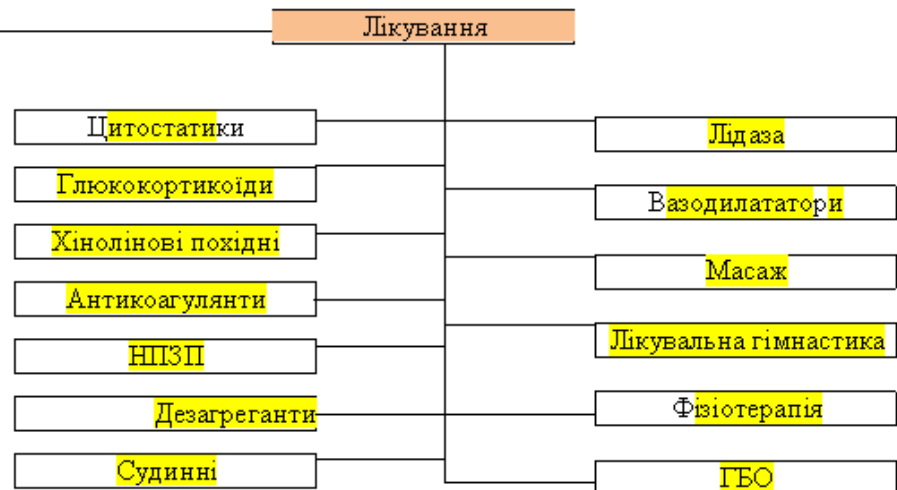 Лікування
Цитостатики
Глюкокортикоїди
Хінолінові похідні
Антикоагулянти
НПЗП
Дезагреганти
Судинні
Лідаза
Вазодилататори
Масаж
Лікувальна гімнастика
Фізіотерапія
ГБО